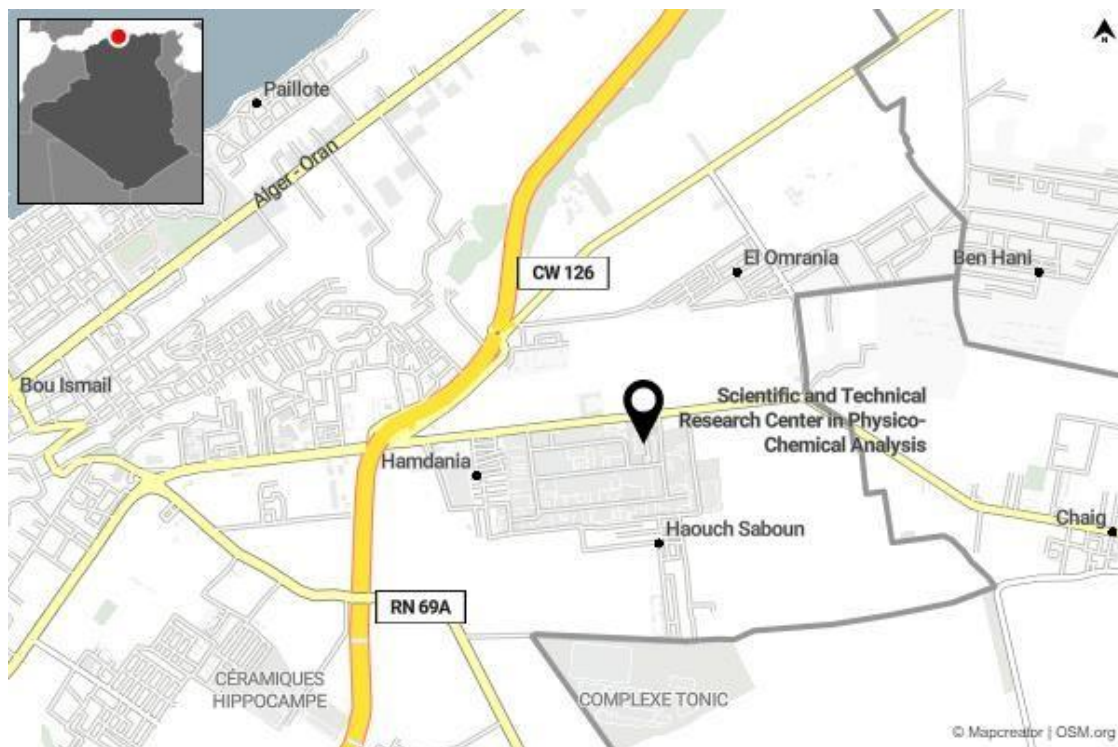 N
Paillote
Alger - Oran
CW 126
El Omrania
Ben Hani
Bou Ismail
Scientific and Technical
Research Center in Physico-
Chemical Analysis
Hamdania
Haouch Saboun
Chaig
RN 69A
CÉRAMIQUES
HIPPOCAMPE
COMPLEXE TONIC
© Mapcreator | OSM.org